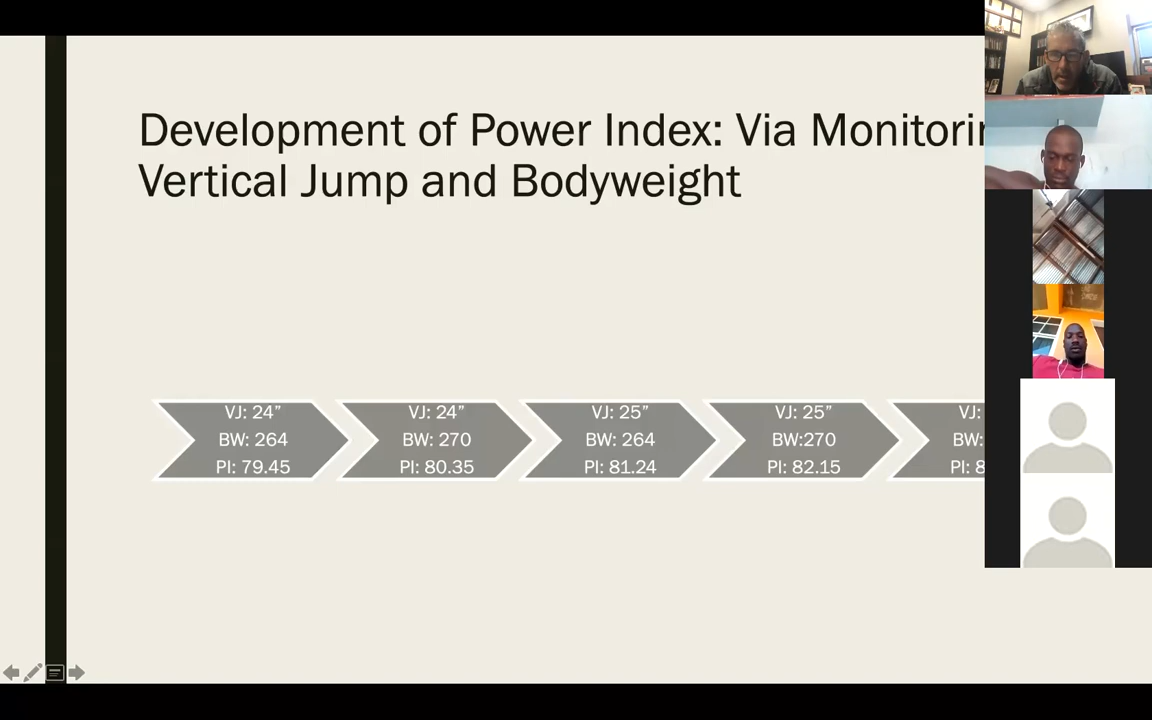 Development of Power Index: Via
Vertical Jump and Bodyweight
VJ: 24”
BW: 264
PI: 79.45
VJ: 24”
BW: 270
PI: 80.35
VJ: 25”
BW: 264
PI: 81.24
VJ: 25”
BW:270
PI: 82.15
VJ:
BW:
PI: 8